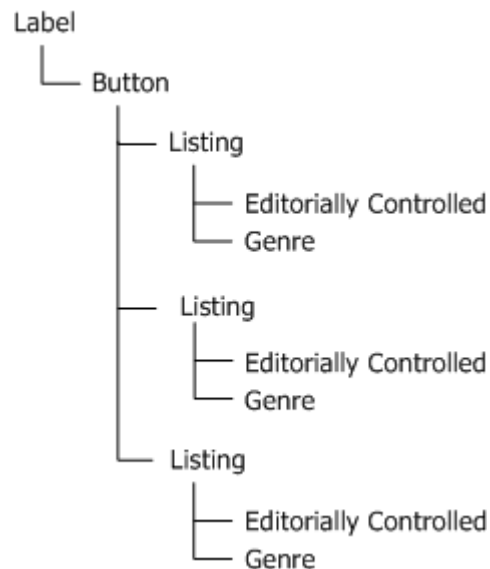 Label
Button
Listing
Editorially Controlled
Genre
Listing
Editorially Controlled
Genre
Listing
Editorially Controlled
Genre